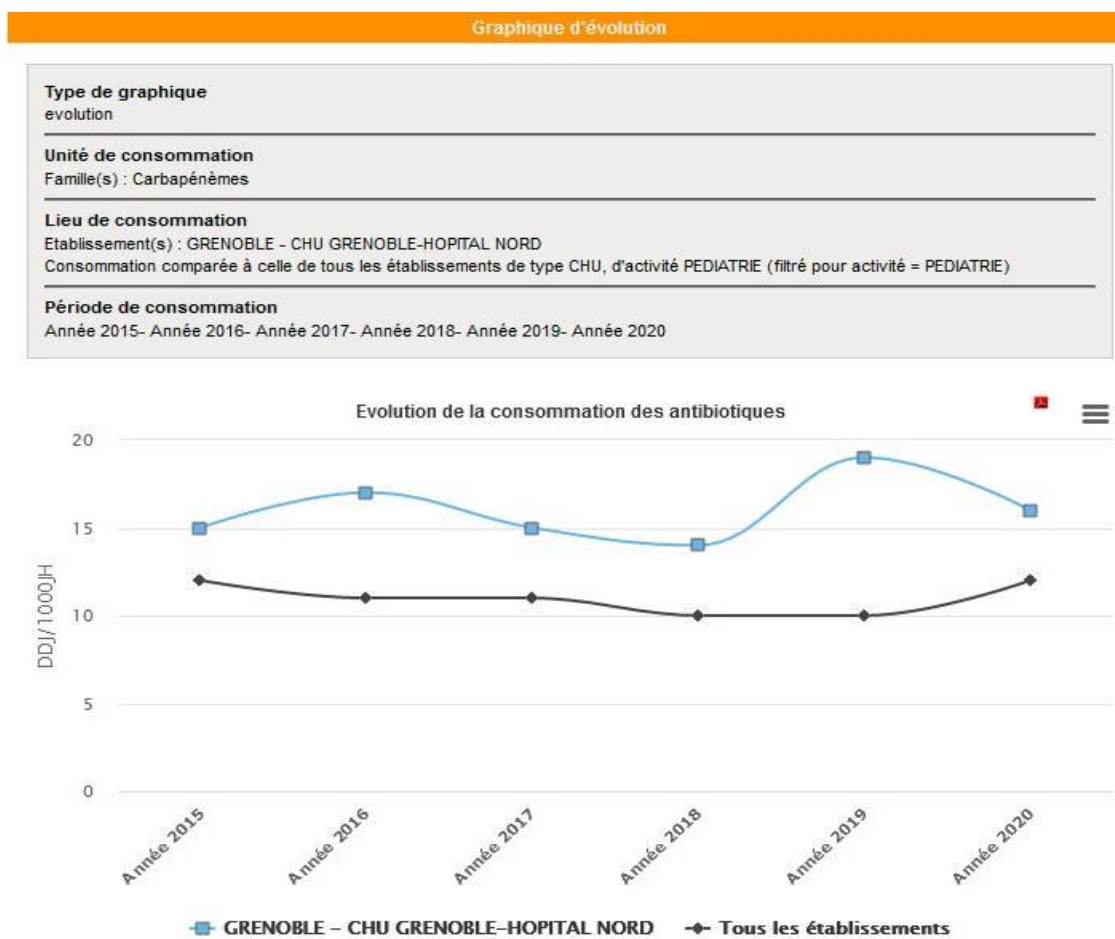 Graphique d'évolution
Type de graphique
evolution
Unité de consommation
Famille(s) : Carbapénèmes
Lieu de consommation
Etablissement(s) : GRENOBLE - CHU GRENOBLE-HOPITAL NORD
Consommation comparée à celle de tous les établissements de type CHU, d'activité PEDIATRIE (filtré pour activité = PEDIATRIE)
Période de consommation
Année 2015- Année 2016- Année 2017- Année 2018- Année 2019- Année 2020
Evolution de la consommation des antibiotiques
20
15
10
5
0
DDJ/1000JH
Année 2015
Année 2016
Année 2017
Année 2018
Année 2019
Année 2020
GRENOBLE - CHU GRENOBLE-HOPITAL NORD
Tous les établissements